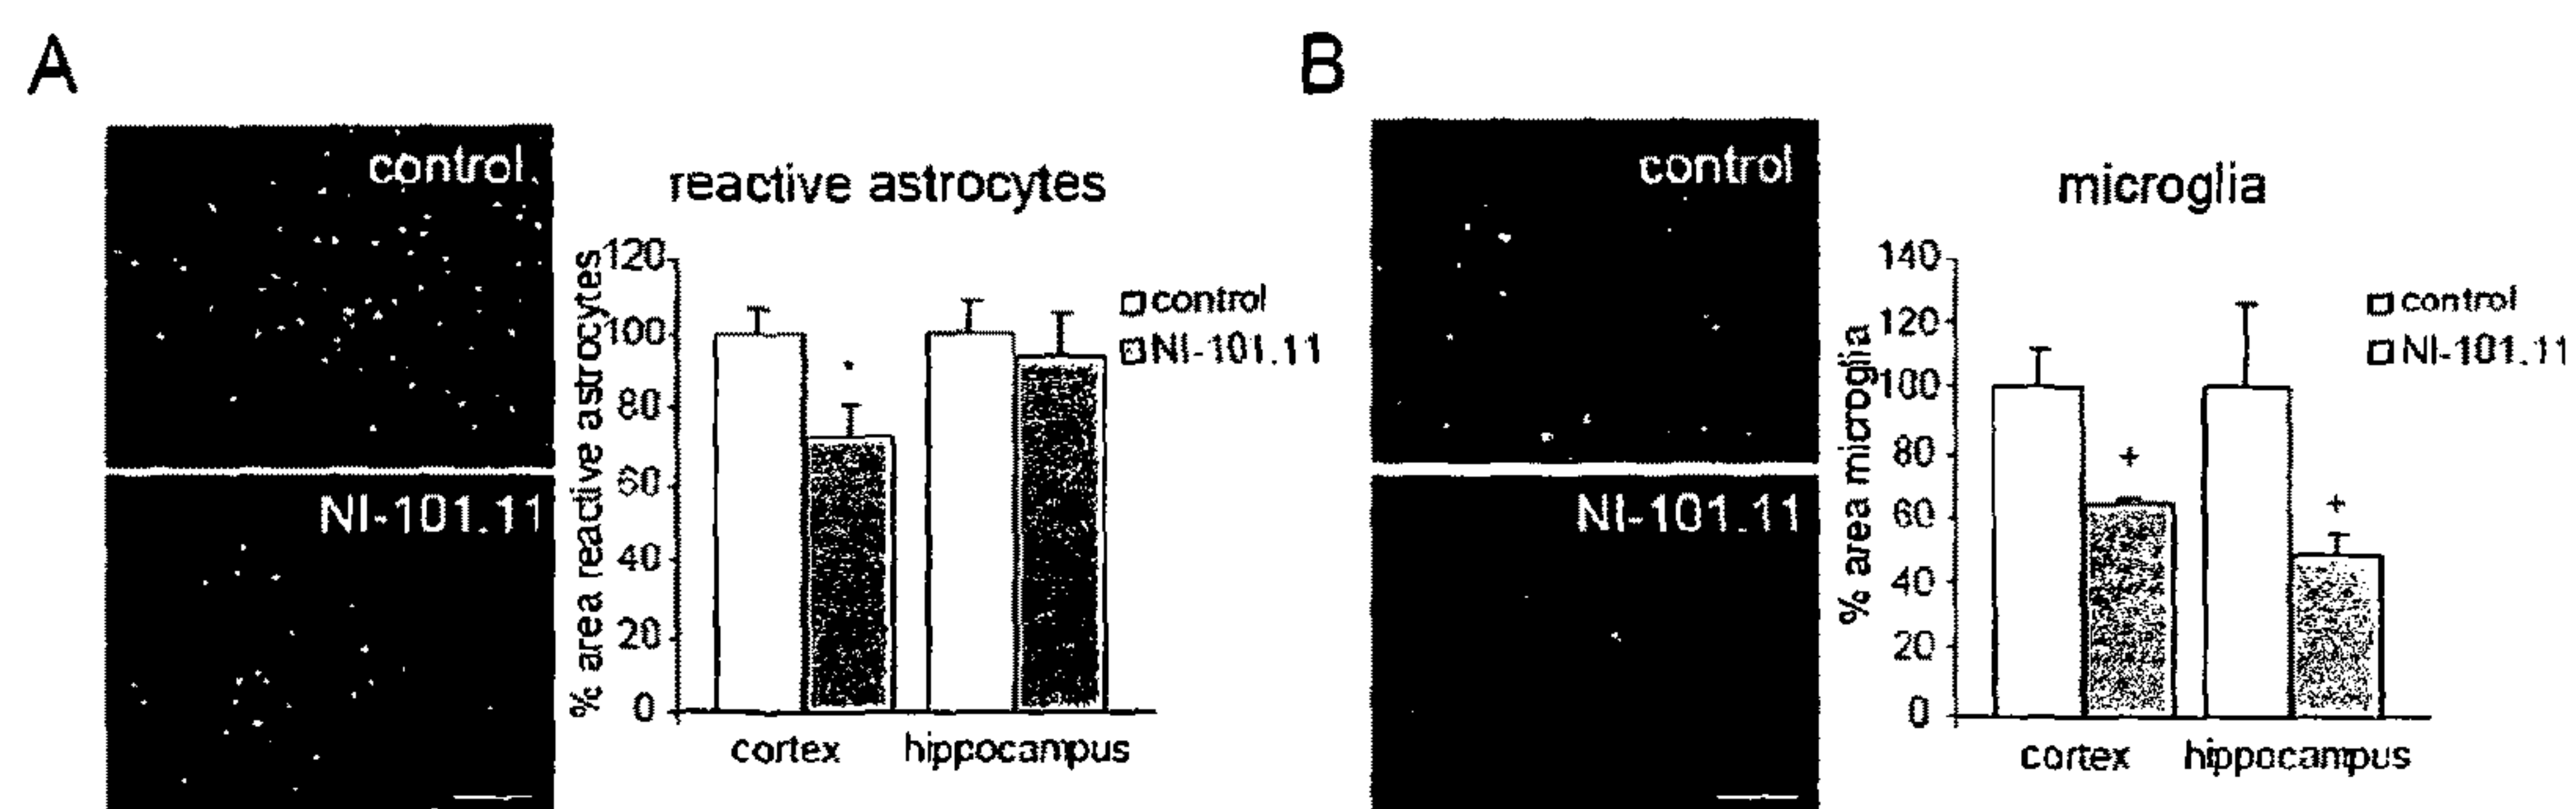 A
control
NI-101.11
reactive astrocytes
% area reactive astrocytes
120
100
80
60
40
20
0
cortex
hippocampus
control
NI-101.11
*
B
control
NI-101.11
microglia
% area microglia
140
120
100
80
60
40
20
0
cortex
hippocampus
control
NI-101.11
+
+